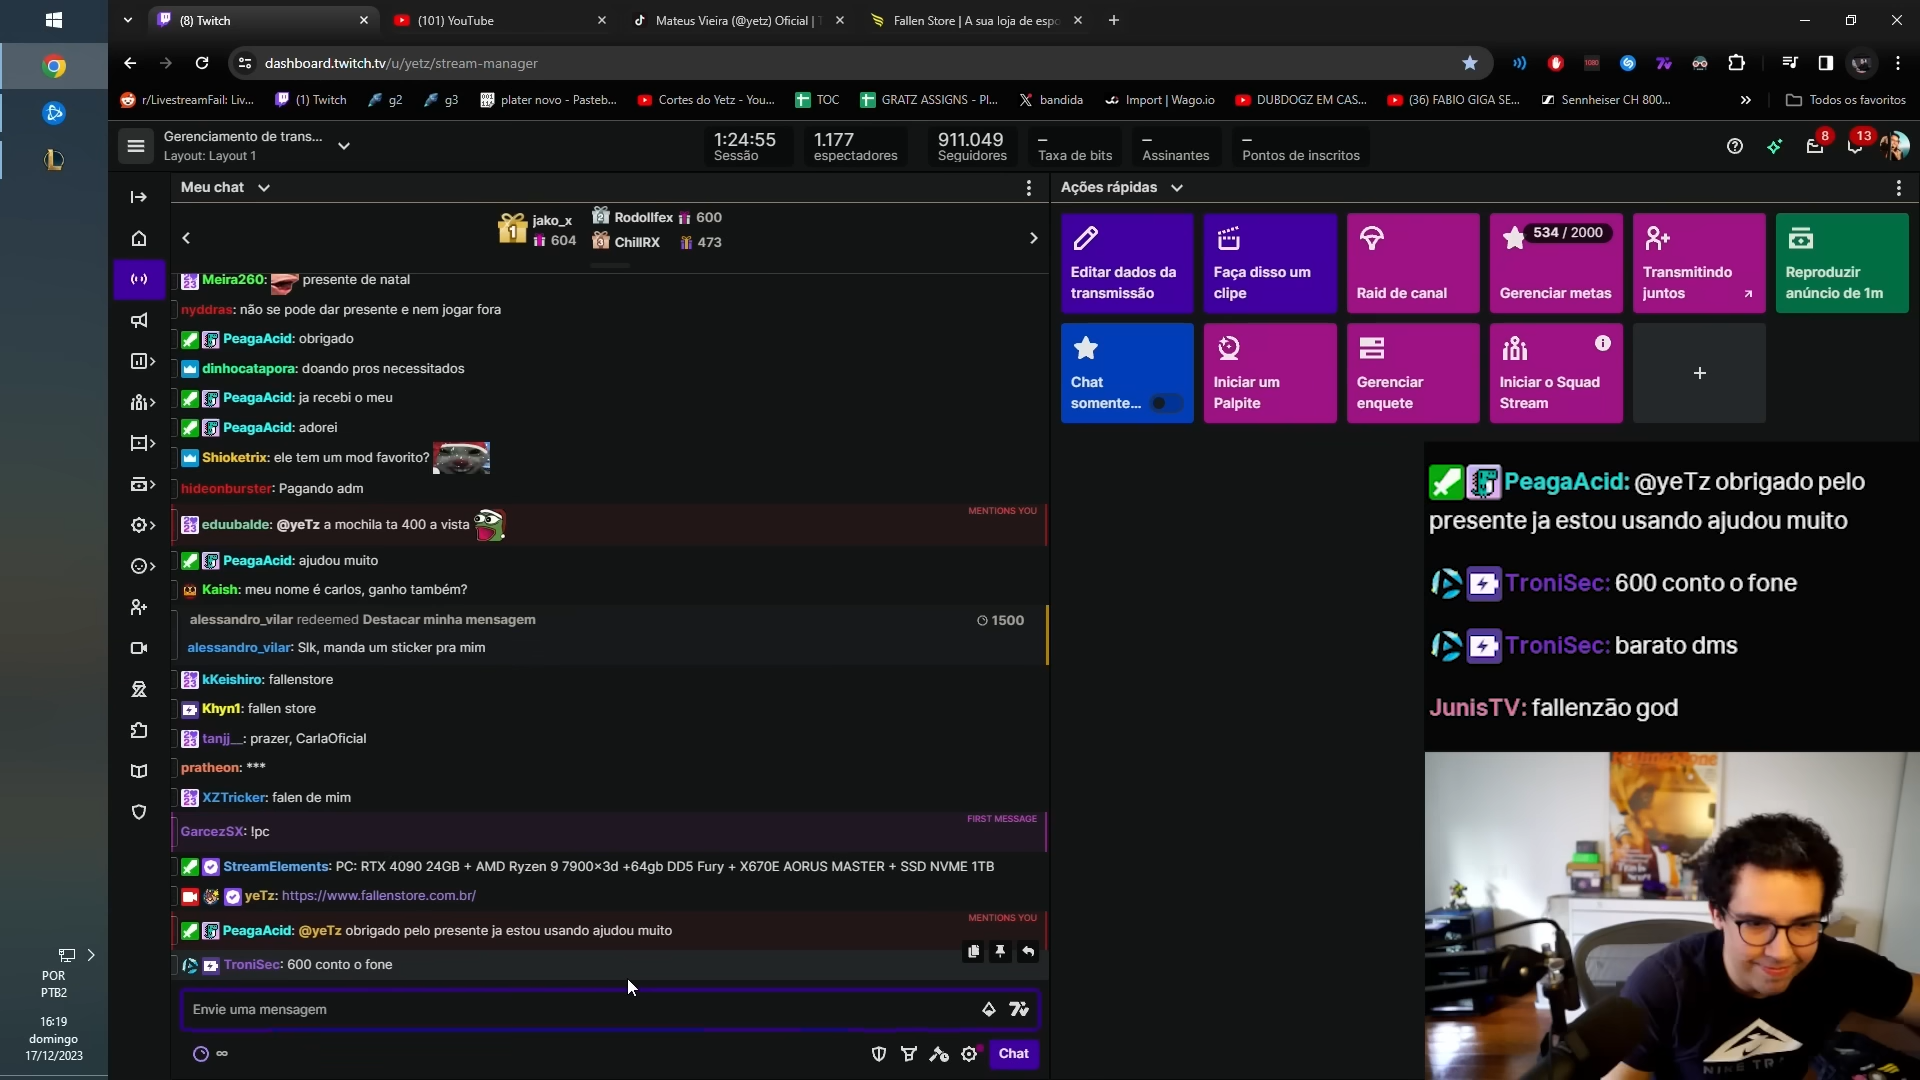 (8) Twitch
(101) YouTube
Mateus Vieira (@yetz) Oficial |
Fallen Store | A sua loja de espo
dashboard.twitch.tv/u/yetz/stream-manager
r/LivestreamFail: Liv...
(1) Twitch
g2
g3
plater novo - Pasteb...
Cortes do Yetz - You...
TOC
GRATZ ASSIGNS - Pl...
bandida
Import | Wago.io
DUBDOGZ EM CAS...
(36) FABIO GIGA SE...
Sennheiser CH 800...
Todos os favoritos
Gerenciamento de trans...
Layout: Layout 1
1:24:55
Sessão
1.177
espectadores
911.049
Seguidores
–
Taxa de bits
–
Assinantes
–
Pontos de inscritos
8
13
Meu chat
1
jako_x
604
2
Rodollfex 600
3
ChillRX 473
Meira260: presente de natal
nyddras: não se pode dar presente e nem jogar fora
PeagaAcid: obrigado
dinhocatapora: doando pros necessitados
PeagaAcid: ja recebi o meu
PeagaAcid: adorei
Shioketrix: ele tem um mod favorito?
hideonburster: Pagando adm
MENTIONS YOU
eduubalde: @yeTz a mochila ta 400 a vista
PeagaAcid: ajudou muito
Kaish: meu nome é carlos, ganho também?
alessandro_vilar redeemed Destacar minha mensagem
1500
alessandro_vilar: Slk, manda um sticker pra mim
kKeishiro: fallenstore
Khyn1: fallen store
tanjj__: prazer, CarlaOficial
pratheon: ***
XZTricker: falen de mim
FIRST MESSAGE
GarcezSX: !pc
StreamElements: PC: RTX 4090 24GB + AMD Ryzen 9 7900x3d +64gb DD5 Fury + X670E AORUS MASTER + SSD NVME 1TB
yeTz: https://www.fallenstore.com.br/
MENTIONS YOU
PeagaAcid: @yeTz obrigado pelo presente ja estou usando ajudou muito
TroniSec: 600 conto o fone
Envie uma mensagem
Chat
Ações rápidas
Editar dados da
transmissão
Faça disso um
clipe
Raid de canal
534 / 2000
Gerenciar metas
Transmitindo
juntos
Reproduzir
anúncio de 1m
Chat
somente...
Iniciar um
Palpite
Gerenciar
enquete
Iniciar o Squad
Stream
PeagaAcid: @yeTz obrigado pelo
presente ja estou usando ajudou muito
TroniSec: 600 conto o fone
TroniSec: barato dms
JunisTV: fallenzão god
POR
PTB2
16:19
domingo
17/12/2023